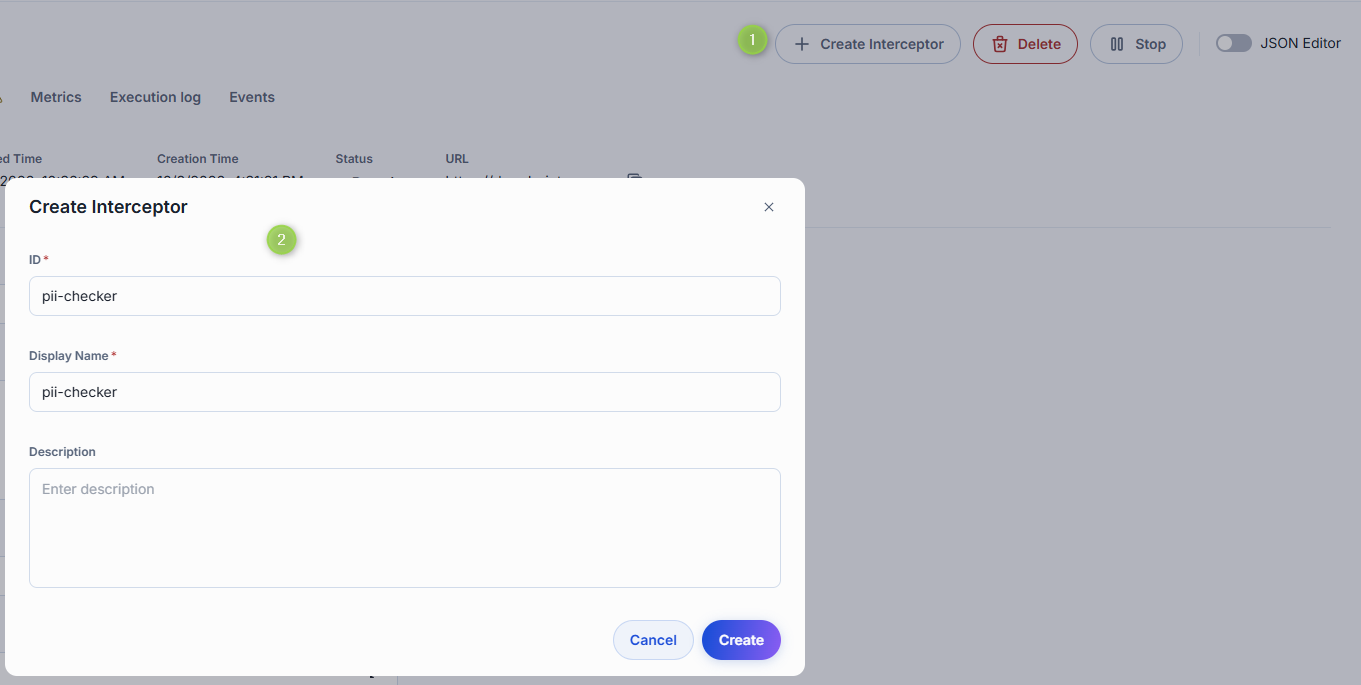 1
Create Interceptor
Delete
Stop
JSON Editor
Metrics
Execution log
Events
Time
Creation Time
Status
URL
Create Interceptor
2
ID *
pii-checker
Display Name *
pii-checker
Description
Enter description
Cancel
Create